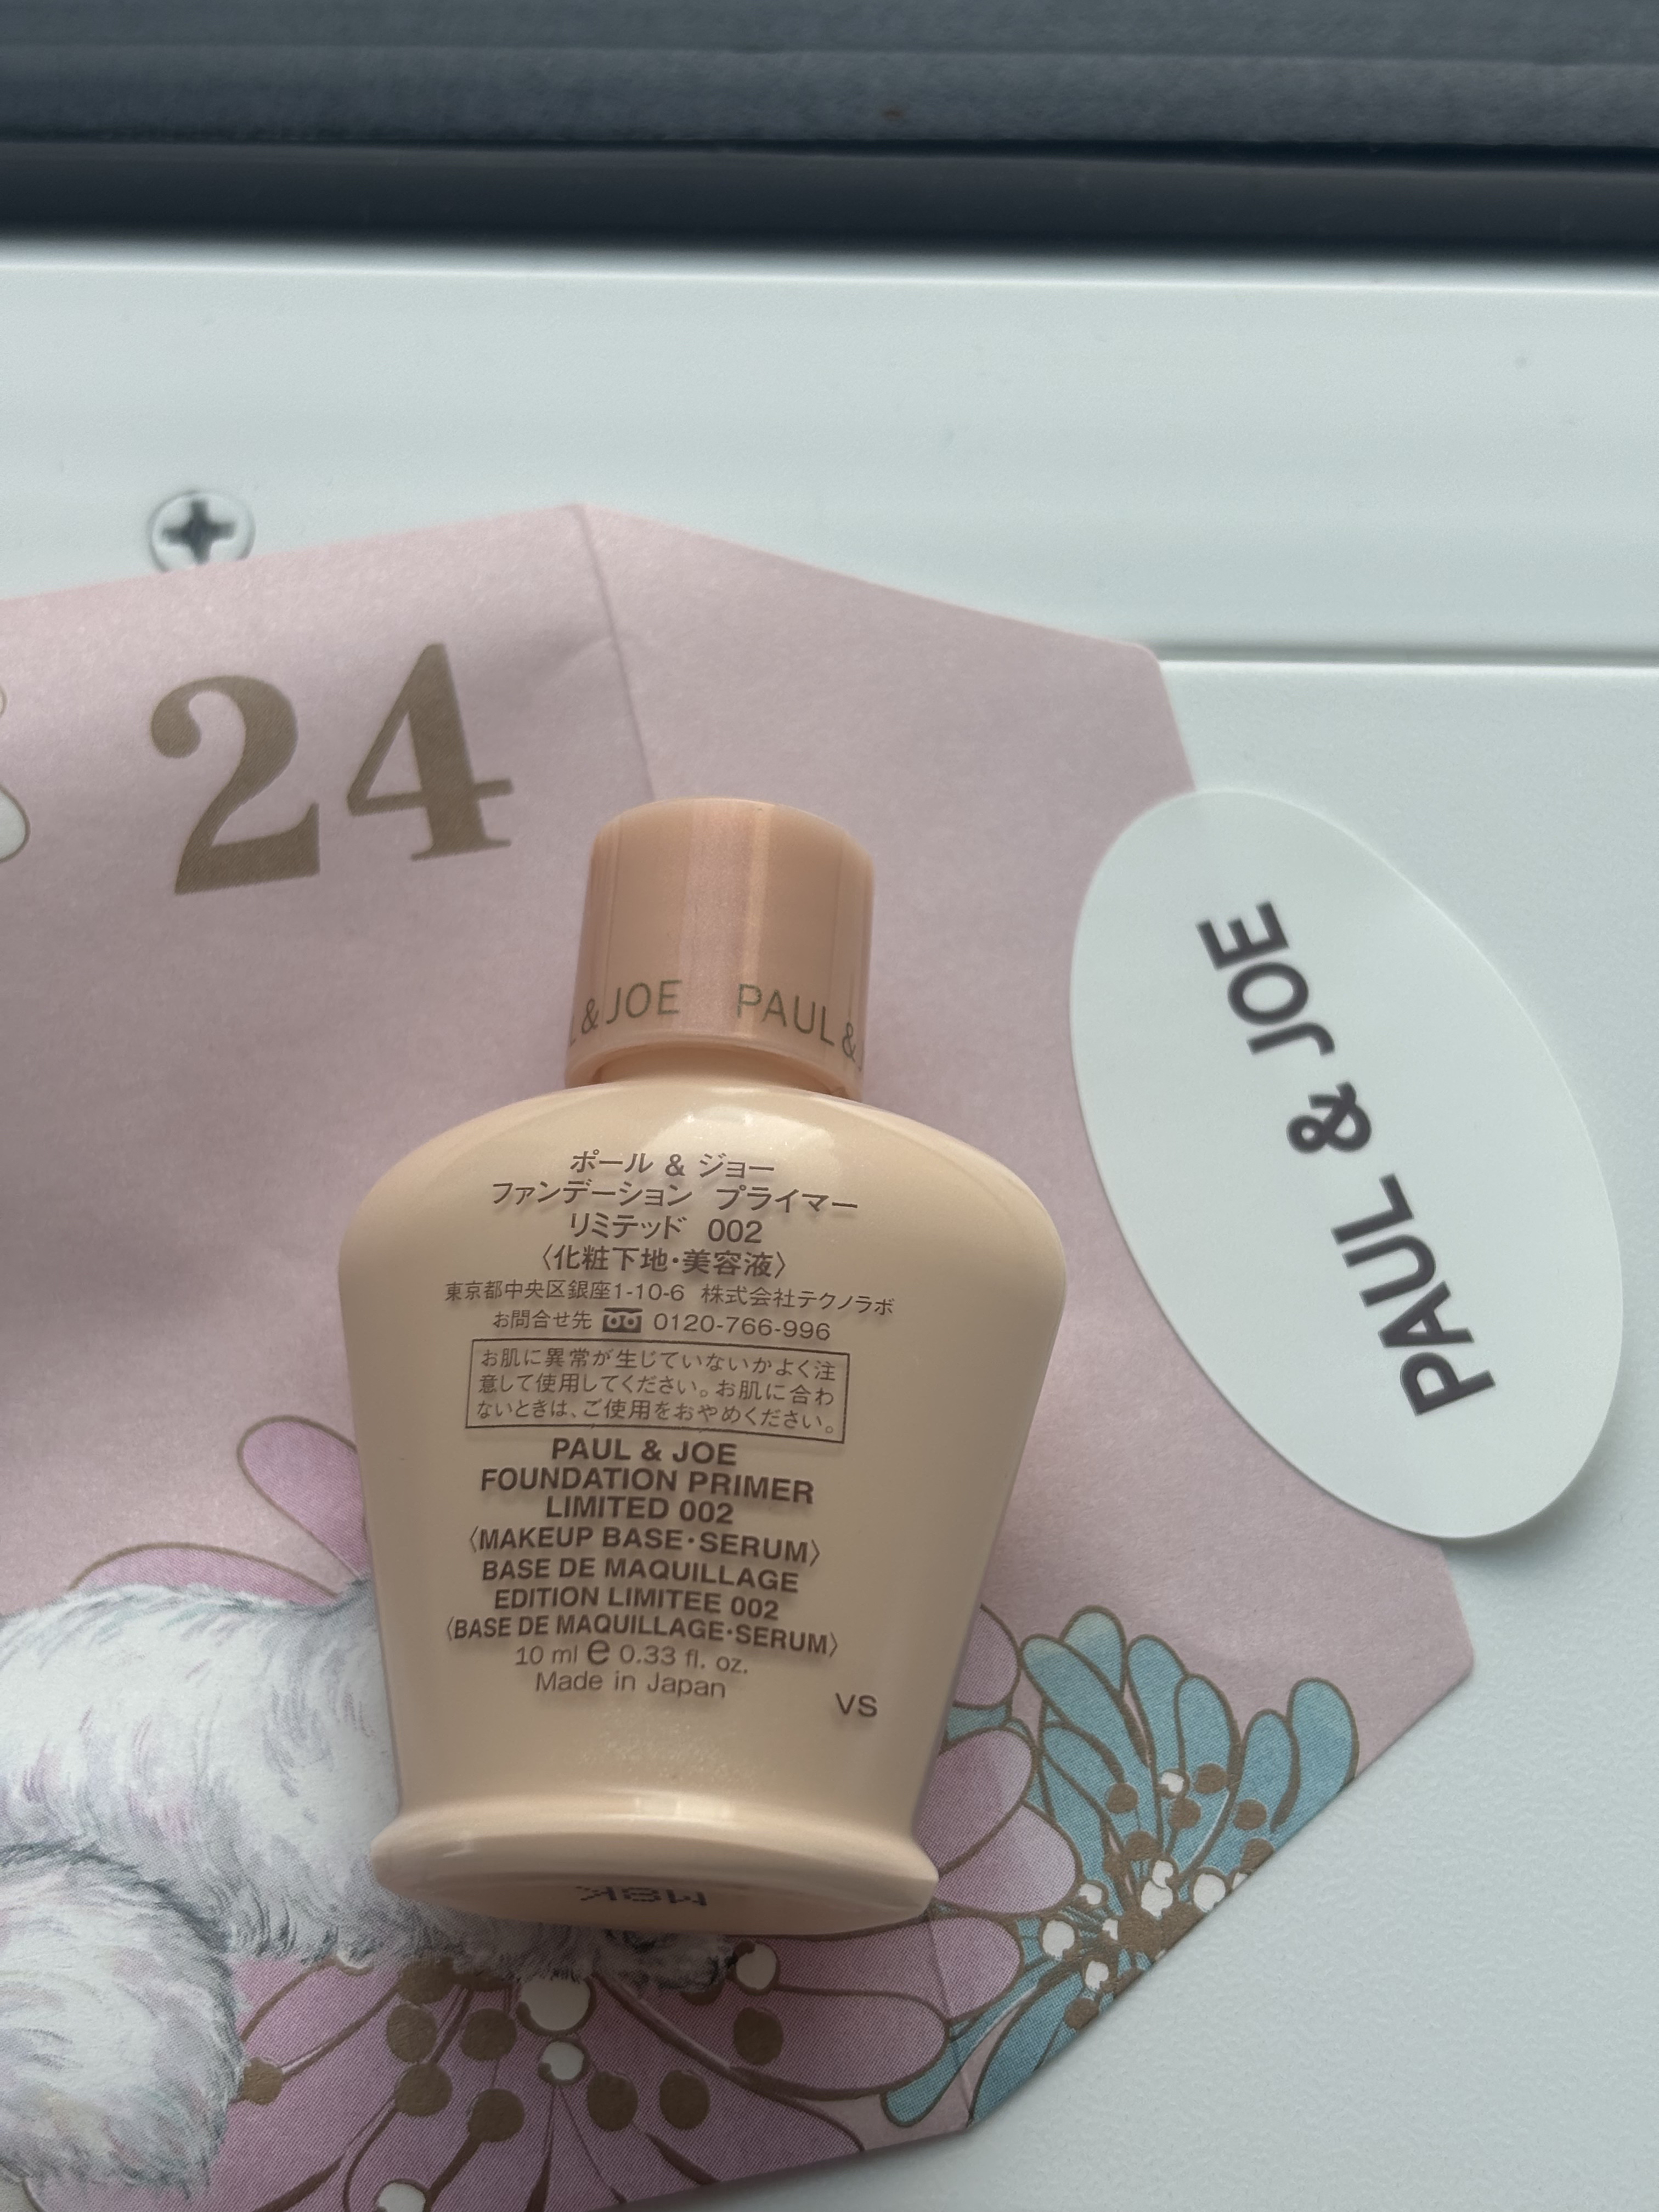 24
& JOE PAUL &
ポール & ジョー
ファンデーション プライマー
リミテッド 002
〈化粧下地・美容液〉
東京都中央区銀座1-10-6 株式会社テクノラボ
お問合せ先 0120-766-996
お肌に異常が生じていないかよく注
意して使用してください。お肌に合わ
ないときは、ご使用をおやめください。
PAUL & JOE
FOUNDATION PRIMER
LIMITED 002
〈MAKEUP BASE・SERUM〉
BASE DE MAQUILLAGE
EDITION LIMITEE 002
〈BASE DE MAQUILLAGE・SERUM〉
10 ml e 0.33 fl. oz.
Made in Japan
VS
PAUL & JOE